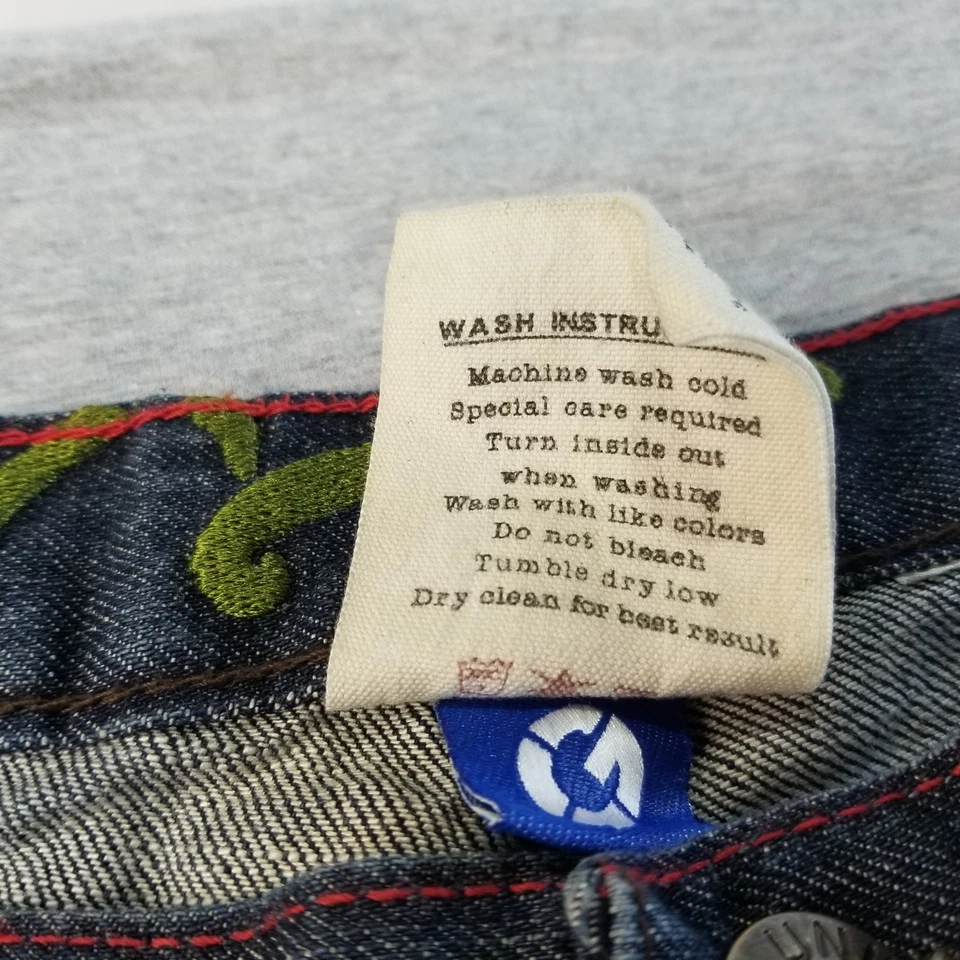 WASH INSTRU
Machine wash cold
Special care required
Turn inside out
when washing
Wash with like colors
Do not bleach
Tumble dry low
Dry clean for best result